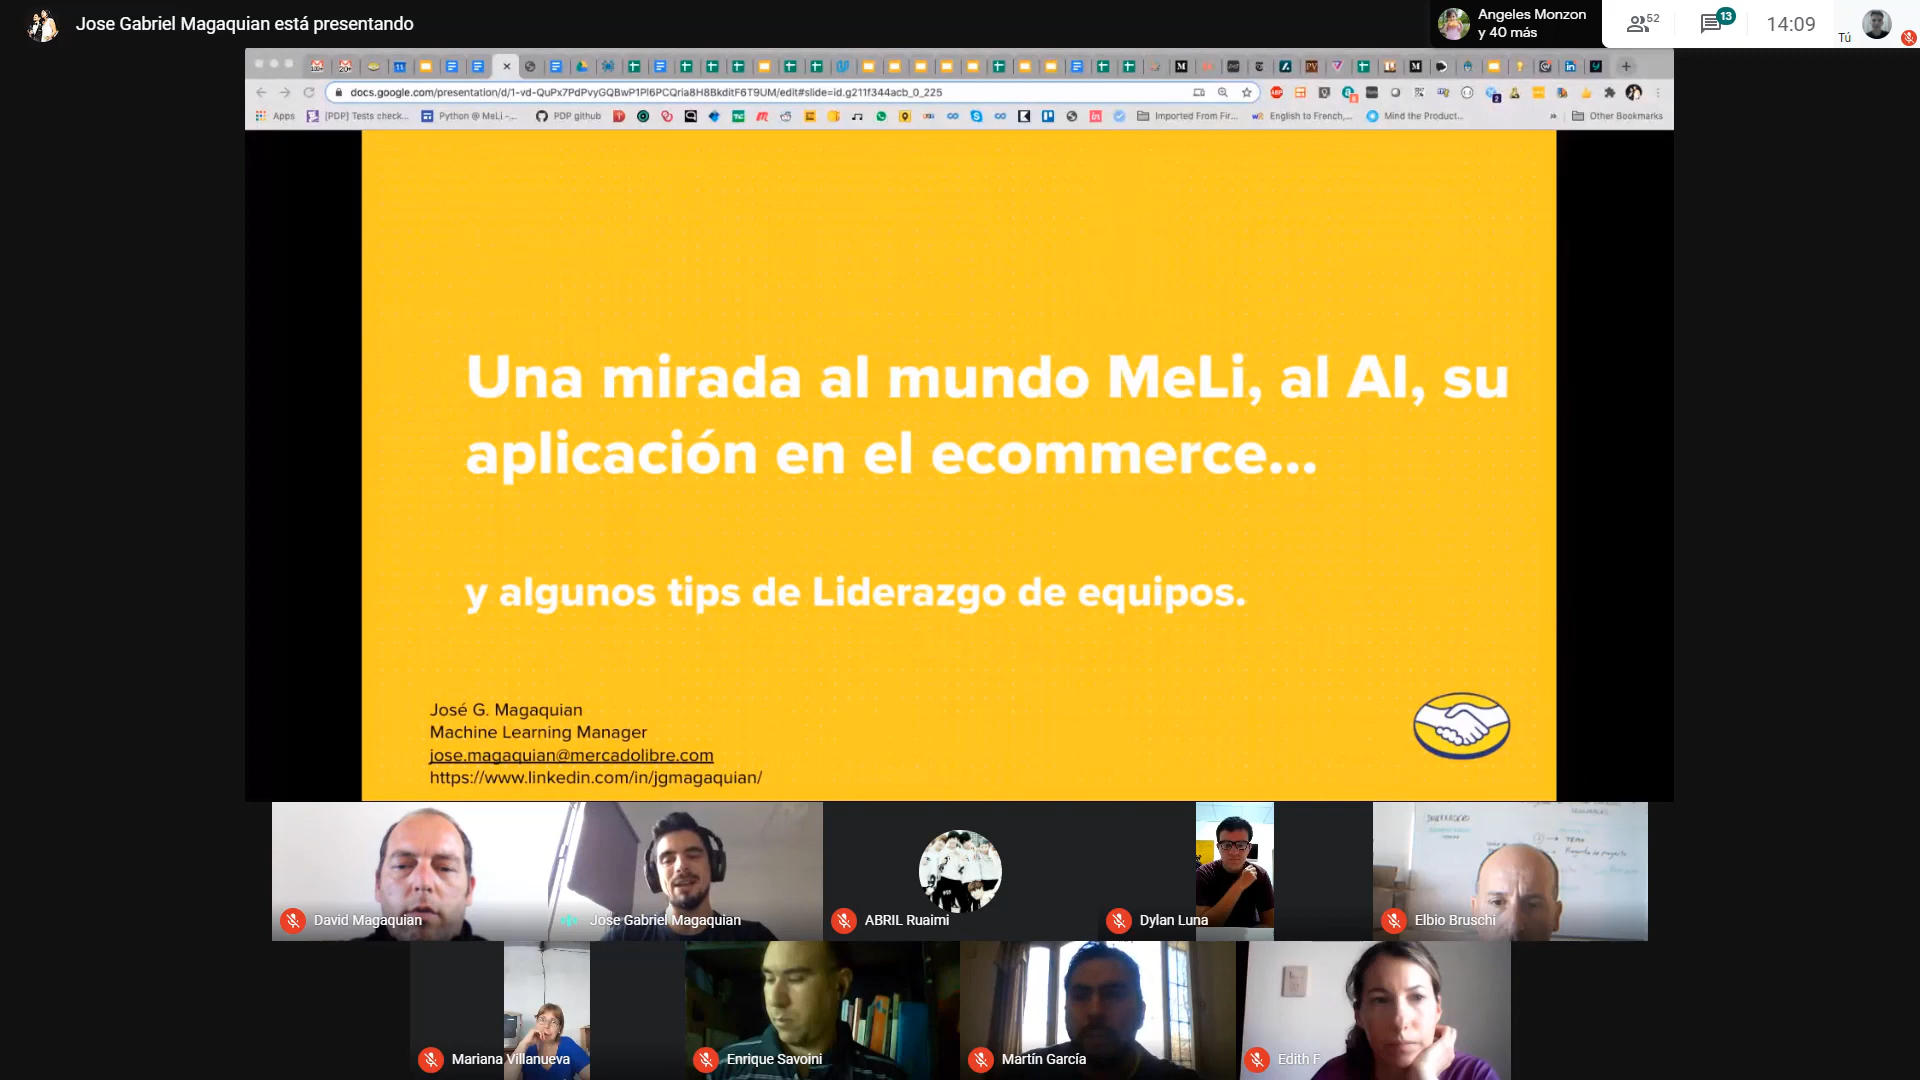 Jose Gabriel Magaquian está presentando
Angeles Monzon
y 40 más
52
13
14:09
Tú
docs.google.com/presentation/d/1-vd-QuPx7PdPvyGQBwP1Pl6PCQria8H8BkditF6T9UM/edit#slide=id.g211f344acb_0_225
Apps
[PDP] Tests check...
Python @ MeLi -...
PDP github
Imported From Fir...
English to French,...
Mind the Product...
»
Other Bookmarks
Una mirada al mundo MeLi, al AI, su
aplicación en el ecommerce...
y algunos tips de Liderazgo de equipos.
José G. Magaquian
Machine Learning Manager
jose.magaquian@mercadolibre.com
https://www.linkedin.com/in/jgmagaquian/
David Magaquian
Jose Gabriel Magaquian
ABRIL Ruaimi
Dylan Luna
Elbio Bruschi
Mariana Villanueva
Enrique Savoini
Martín García
Edith F